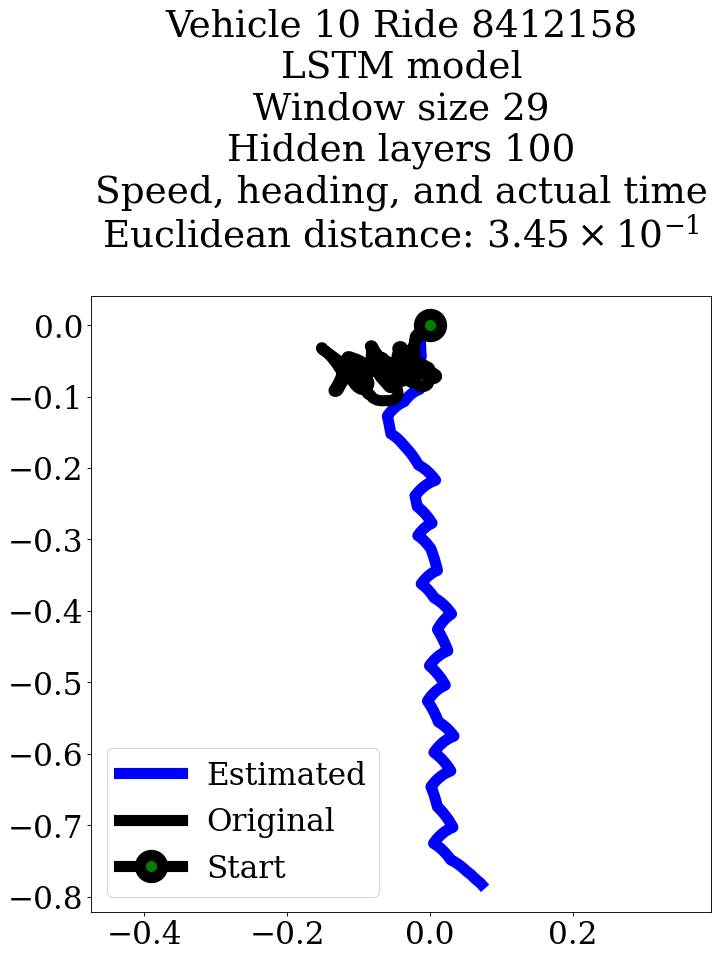 Vehicle 10 Ride 8412158
LSTM model
Window size 29
Hidden layers 100
Speed, heading, and actual time
Euclidean distance: 3.45 × 10⁻¹
0.0
−0.1
−0.2
−0.3
−0.4
−0.5
−0.6
−0.7
−0.8
Estimated
Original
Start
−0.4 −0.2 0.0 0.2